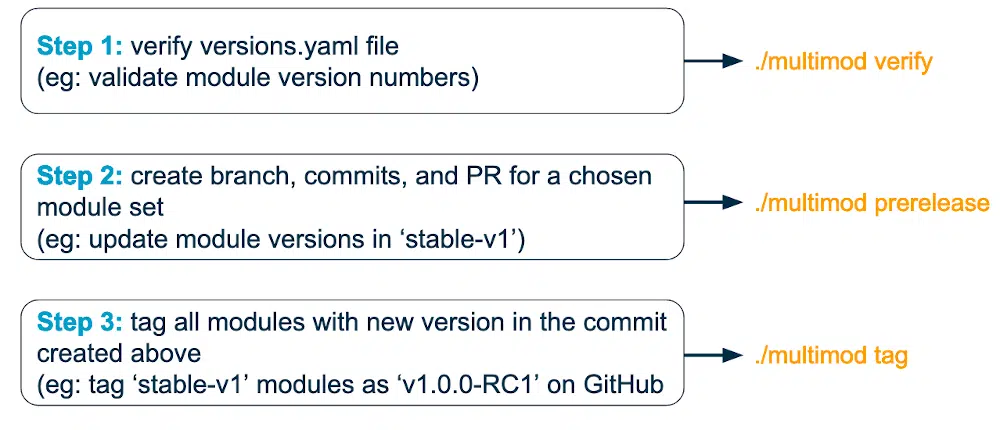 Step 1: verify versions.yaml file
(eg: validate module version numbers)
./multimod verify
Step 2: create branch, commits, and PR for a chosen
module set
(eg: update module versions in ‘stable-v1’)
./multimod prerelease
Step 3: tag all modules with new version in the commit
created above
(eg: tag ‘stable-v1’ modules as ‘v1.0.0-RC1’ on GitHub
./multimod tag